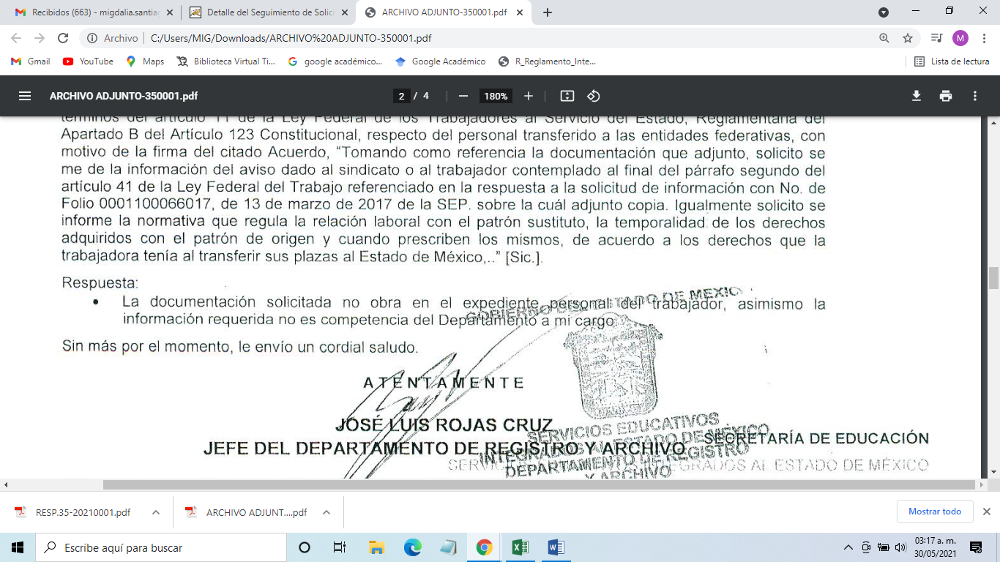 Recibidos (663) - migdalia.santia
Detalle del Seguimiento de Solici
ARCHIVO ADJUNTO-350001.pdf
Archivo
C:/Users/MIG/Downloads/ARCHIVO%20ADJUNTO-350001.pdf
M
Gmail
YouTube
Maps
Biblioteca Virtual Ti...
google académico...
Google Académico
R_Reglamento_Inte...
Lista de lectura
ARCHIVO ADJUNTO-350001.pdf
2 / 4
180%
términos del artículo 11 de la Ley Federal de los Trabajadores al Servicio del Estado, Reglamentaria del
Apartado B del Artículo 123 Constitucional, respecto del personal transferido a las entidades federativas, con
motivo de la firma del citado Acuerdo, “Tomando como referencia la documentación que adjunto, solicito se
me de la información del aviso dado al sindicato o al trabajador contemplado al final del párrafo segundo del
artículo 41 de la Ley Federal del Trabajo referenciado en la respuesta a la solicitud de información con No. de
Folio 0001100066017, de 13 de marzo de 2017 de la SEP. sobre la cuál adjunto copia. Igualmente solicito se
informe la normativa que regula la relación laboral con el patrón sustituto, la temporalidad de los derechos
adquiridos con el patrón de origen y cuando prescriben los mismos, de acuerdo a los derechos que la
trabajadora tenía al transferir sus plazas al Estado de México,..” [Sic.].
Respuesta:
• La documentación solicitada no obra en el expediente personal del trabajador, asimismo la
información requerida no es competencia del Departamento a mi cargo
GOBIERNO DEL ESTADO DE MEXICO
Sin más por el momento, le envío un cordial saludo.
A T E N T A M E N T E
JOSÉ LUIS ROJAS CRUZ
JEFE DEL DEPARTAMENTO DE REGISTRO Y ARCHIVO
SERVICIOS EDUCATIVOS
INTEGRADOS AL ESTADO DE MÉXICO
DEPARTAMENTO DE REGISTRO
Y ARCHIVO
SECRETARÍA DE EDUCACIÓN
INTEGRADOS AL ESTADO DE MÉXICO
RESP.35-20210001.pdf
ARCHIVO ADJUNT....pdf
Mostrar todo
Escribe aquí para buscar
03:17 a. m.
30/05/2021